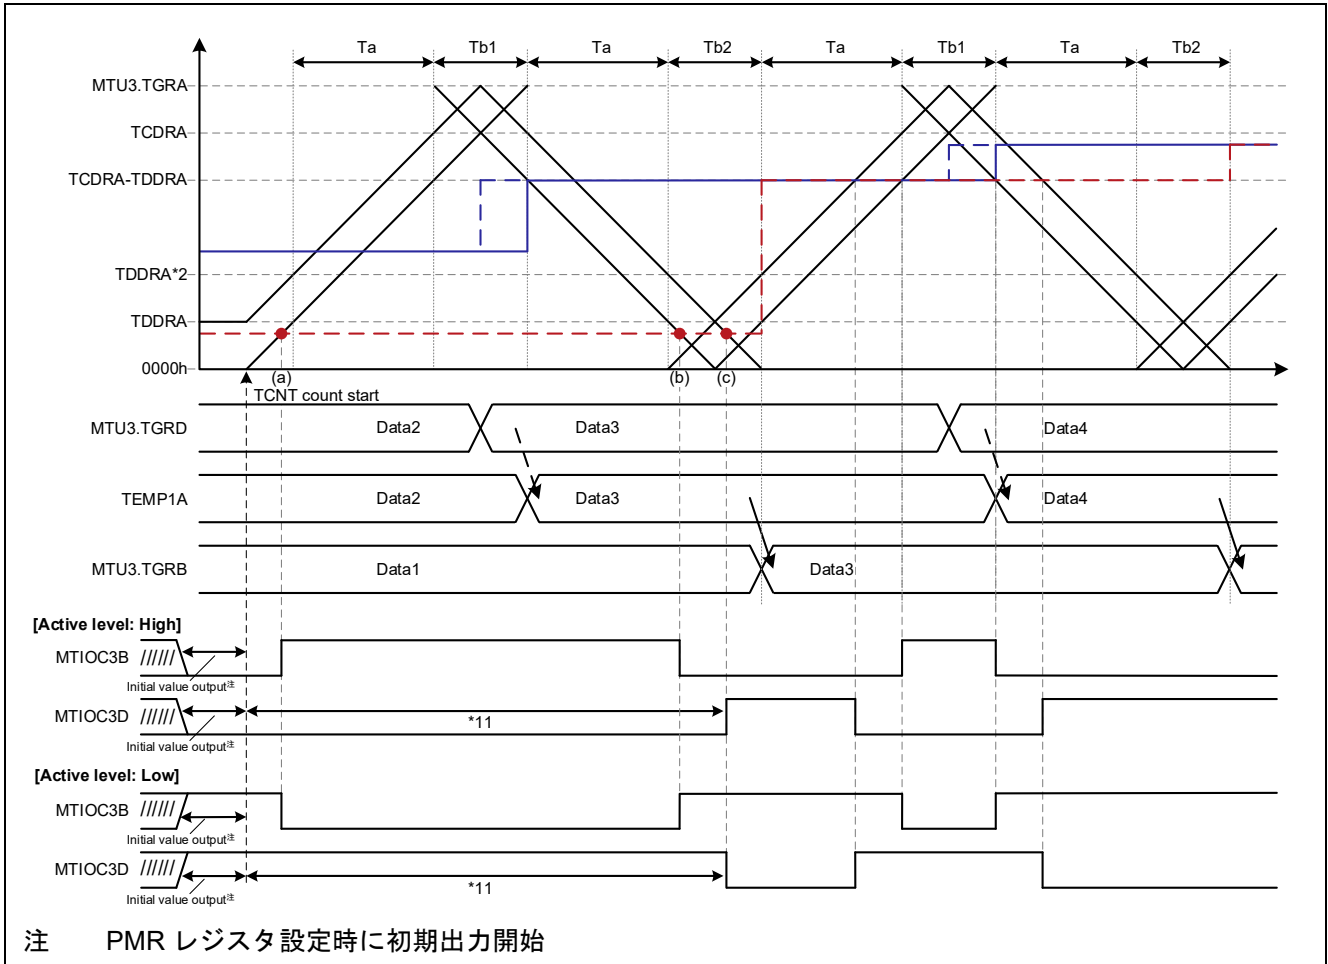 Ta Tb1 Ta Tb2 Ta Tb1 Ta Tb2
MTU3.TGRA
TCDRA
TCDRA-TDDRA
TDDRA*2
TDDRA
0000h
(a) (b) (c)
TCNT count start
MTU3.TGRD Data2 Data3 Data4
TEMP1A Data2 Data3 Data4
MTU3.TGRB Data1 Data3
[Active level: High]
MTIOC3B
Initial value output注
MTIOC3D *11
Initial value output注
[Active level: Low]
MTIOC3B
Initial value output注
MTIOC3D *11
Initial value output注
注 PMR レジスタ設定時に初期出力開始